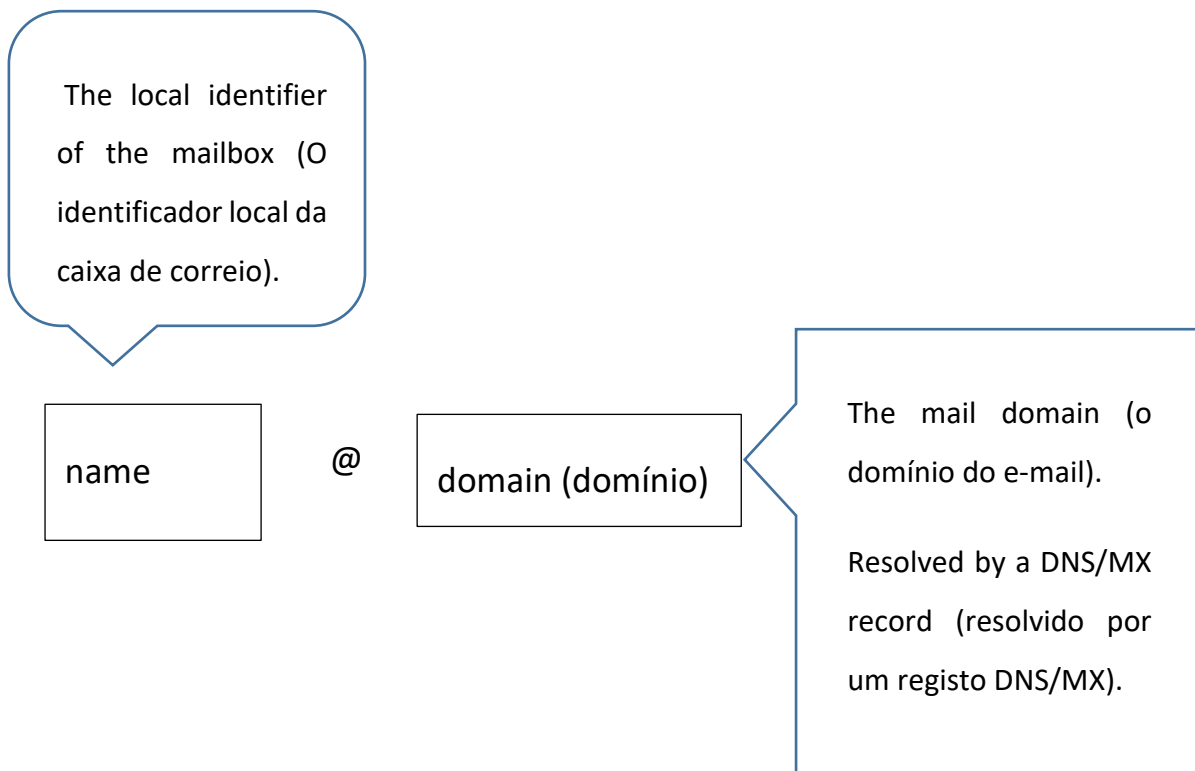 The local identifier
of the mailbox (O
identificador local da
caixa de correio).
name
@
domain (domínio)
The mail domain (o
domínio do e-mail).
Resolved by a DNS/MX
record (resolvido por
um registo DNS/MX).